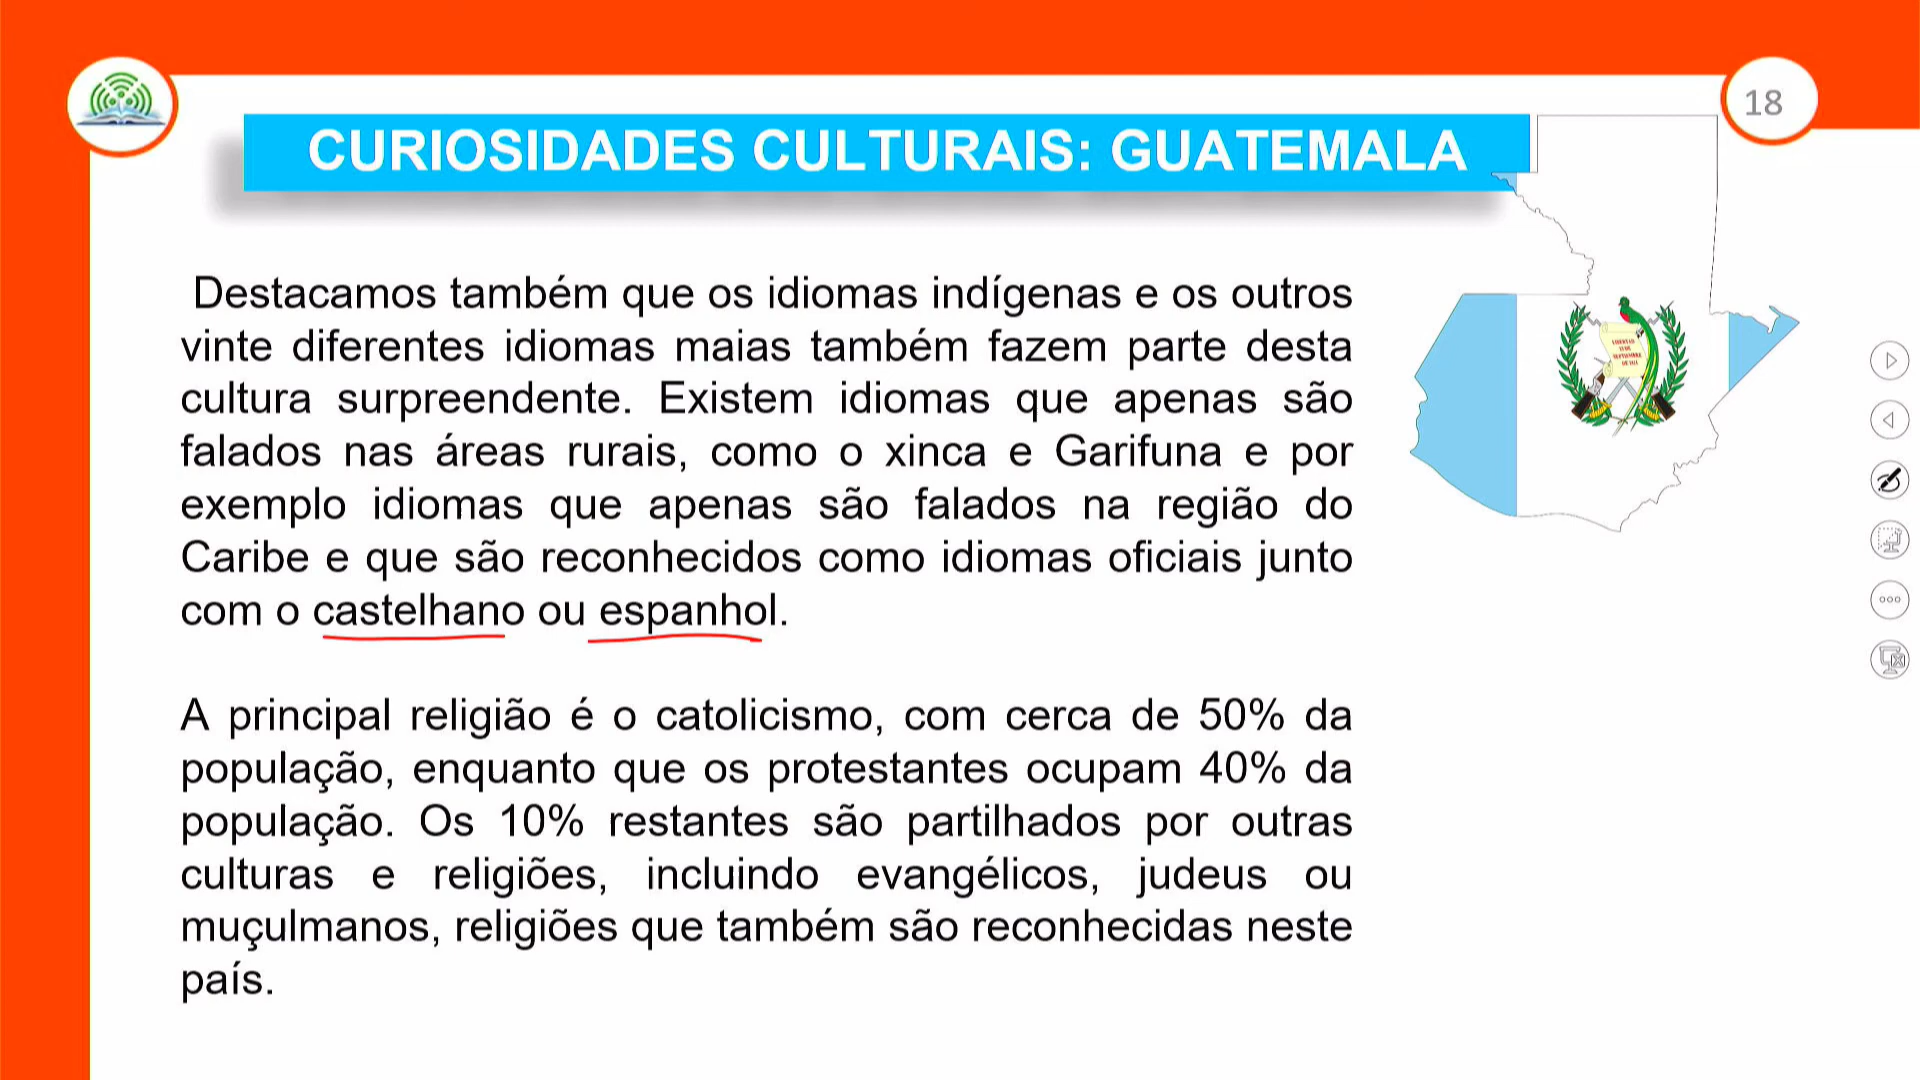 18
CURIOSIDADES CULTURAIS: GUATEMALA
Destacamos também que os idiomas indígenas e os outros
vinte diferentes idiomas maias também fazem parte desta
cultura surpreendente. Existem idiomas que apenas são
falados nas áreas rurais, como o xinca e Garifuna e por
exemplo idiomas que apenas são falados na região do
Caribe e que são reconhecidos como idiomas oficiais junto
com o castelhano ou espanhol.
A principal religião é o catolicismo, com cerca de 50% da
população, enquanto que os protestantes ocupam 40% da
população. Os 10% restantes são partilhados por outras
culturas e religiões, incluindo evangélicos, judeus ou
muçulmanos, religiões que também são reconhecidas neste
país.